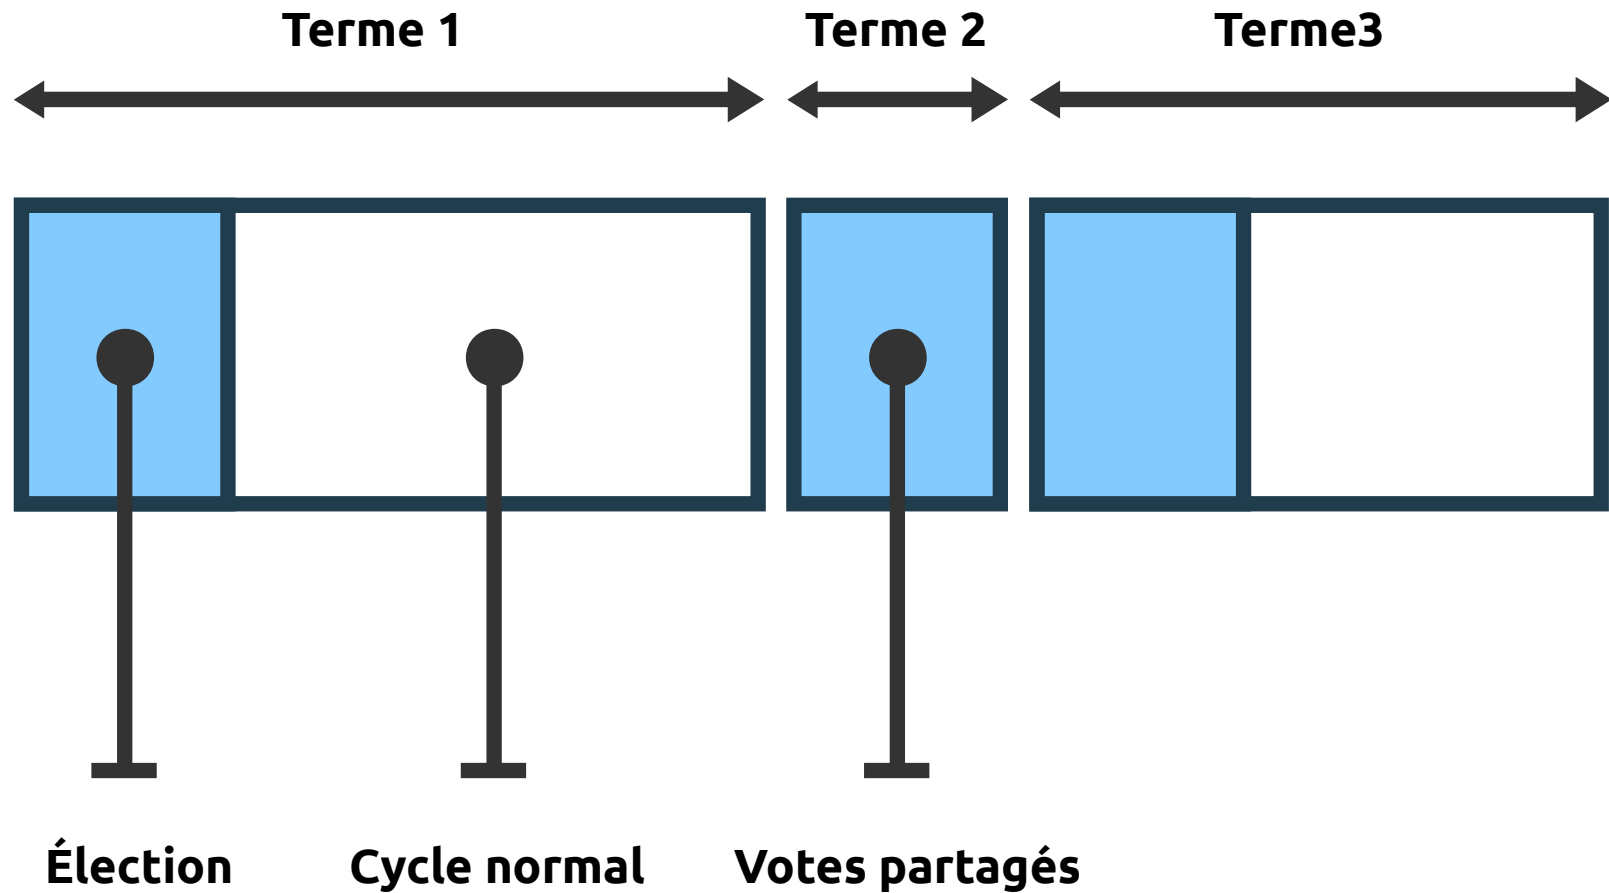 Terme 1
Terme 2
Terme3
Élection
Cycle normal
Votes partagés